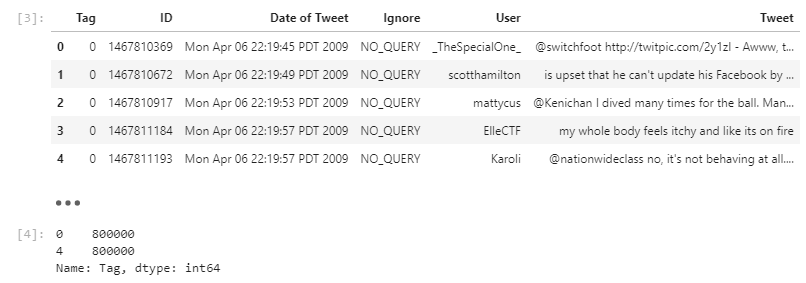 [3]: Tag ID Date of Tweet Ignore User Tweet
0 0 1467810369 Mon Apr 06 22:19:45 PDT 2009 NO_QUERY _TheSpecialOne_ @switchfoot http://twitpic.com/2y1zl - Awww, t...
1 0 1467810672 Mon Apr 06 22:19:49 PDT 2009 NO_QUERY scotthamilton is upset that he can't update his Facebook by ...
2 0 1467810917 Mon Apr 06 22:19:53 PDT 2009 NO_QUERY mattycus @Kenichan I dived many times for the ball. Man...
3 0 1467811184 Mon Apr 06 22:19:57 PDT 2009 NO_QUERY ElleCTF my whole body feels itchy and like its on fire
4 0 1467811193 Mon Apr 06 22:19:57 PDT 2009 NO_QUERY Karoli @nationwideclass no, it's not behaving at all....
•••
[4]: 0 800000
4 800000
Name: Tag, dtype: int64